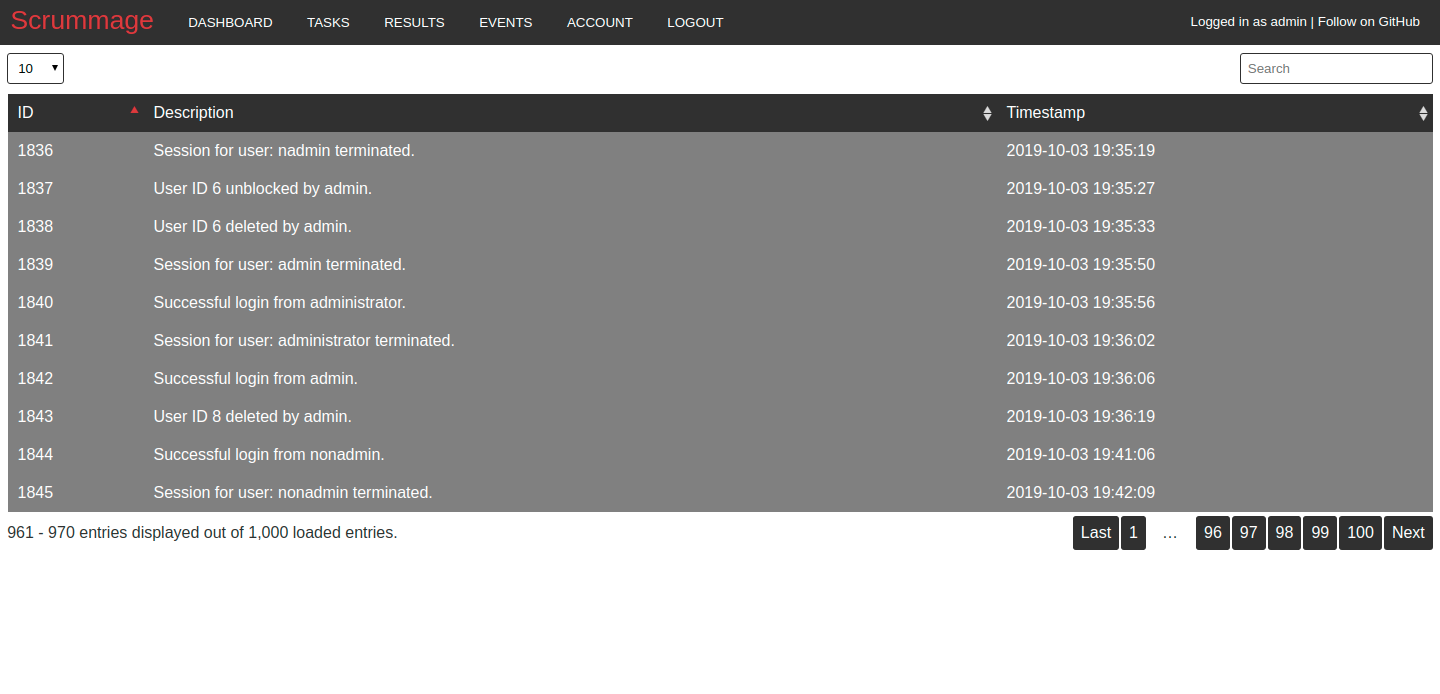 Scrummage DASHBOARD TASKS RESULTS EVENTS ACCOUNT LOGOUT Logged in as admin | Follow on GitHub
10 Search
ID Description Timestamp
1836 Session for user: nadmin terminated. 2019-10-03 19:35:19
1837 User ID 6 unblocked by admin. 2019-10-03 19:35:27
1838 User ID 6 deleted by admin. 2019-10-03 19:35:33
1839 Session for user: admin terminated. 2019-10-03 19:35:50
1840 Successful login from administrator. 2019-10-03 19:35:56
1841 Session for user: administrator terminated. 2019-10-03 19:36:02
1842 Successful login from admin. 2019-10-03 19:36:06
1843 User ID 8 deleted by admin. 2019-10-03 19:36:19
1844 Successful login from nonadmin. 2019-10-03 19:41:06
1845 Session for user: nonadmin terminated. 2019-10-03 19:42:09
961 - 970 entries displayed out of 1,000 loaded entries. Last 1 … 96 97 98 99 100 Next